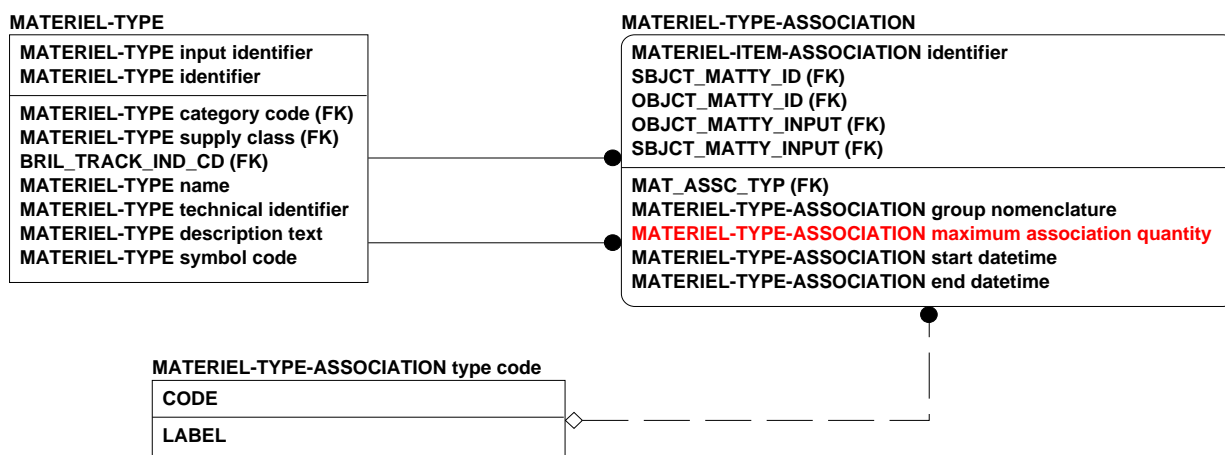 MATERIEL-TYPE
MATERIEL-TYPE input identifier
MATERIEL-TYPE identifier
MATERIEL-TYPE category code (FK)
MATERIEL-TYPE supply class (FK)
BRIL_TRACK_IND_CD (FK)
MATERIEL-TYPE name
MATERIEL-TYPE technical identifier
MATERIEL-TYPE description text
MATERIEL-TYPE symbol code
MATERIEL-TYPE-ASSOCIATION
MATERIEL-ITEM-ASSOCIATION identifier
SBJCT_MATTY_ID (FK)
OBJCT_MATTY_ID (FK)
OBJCT_MATTY_INPUT (FK)
SBJCT_MATTY_INPUT (FK)
MAT_ASSC_TYP (FK)
MATERIEL-TYPE-ASSOCIATION group nomenclature
MATERIEL-TYPE-ASSOCIATION maximum association quantity
MATERIEL-TYPE-ASSOCIATION start datetime
MATERIEL-TYPE-ASSOCIATION end datetime
MATERIEL-TYPE-ASSOCIATION type code
CODE
LABEL